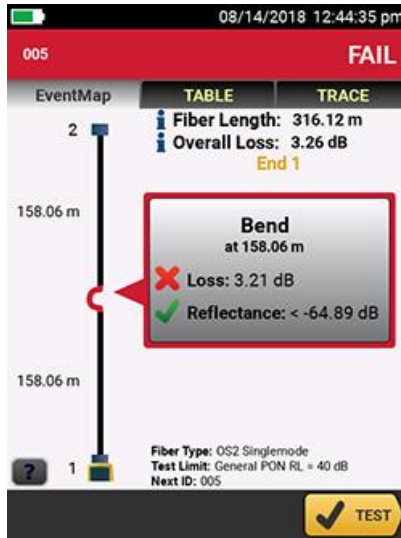 08/14/2018 12:44:35 pm
005 FAIL
EventMap TABLE TRACE
Fiber Length: 316.12 m
Overall Loss: 3.26 dB
End 1
2
158.06 m
Bend
at 158.06 m
Loss: 3.21 dB
Reflectance: < -64.89 dB
158.06 m
Fiber Type: OS2 Singlemode
Test Limit: General PON RL = 40 dB
Next ID: 005
? 1
TEST